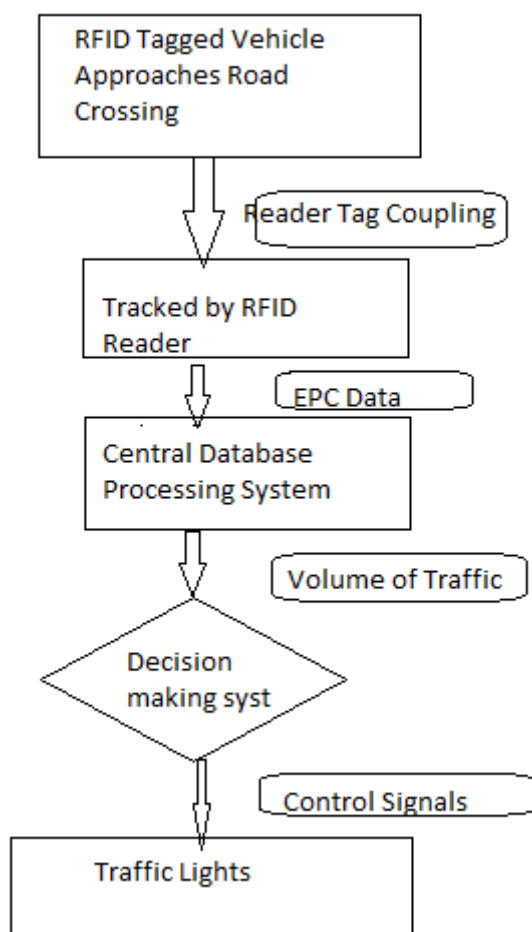 RFID Tagged Vehicle
Approaches Road
Crossing
Reader Tag Coupling
Tracked by RFID
Reader
EPC Data
Central Database
Processing System
Volume of Traffic
Decision
making syst
Control Signals
Traffic Lights